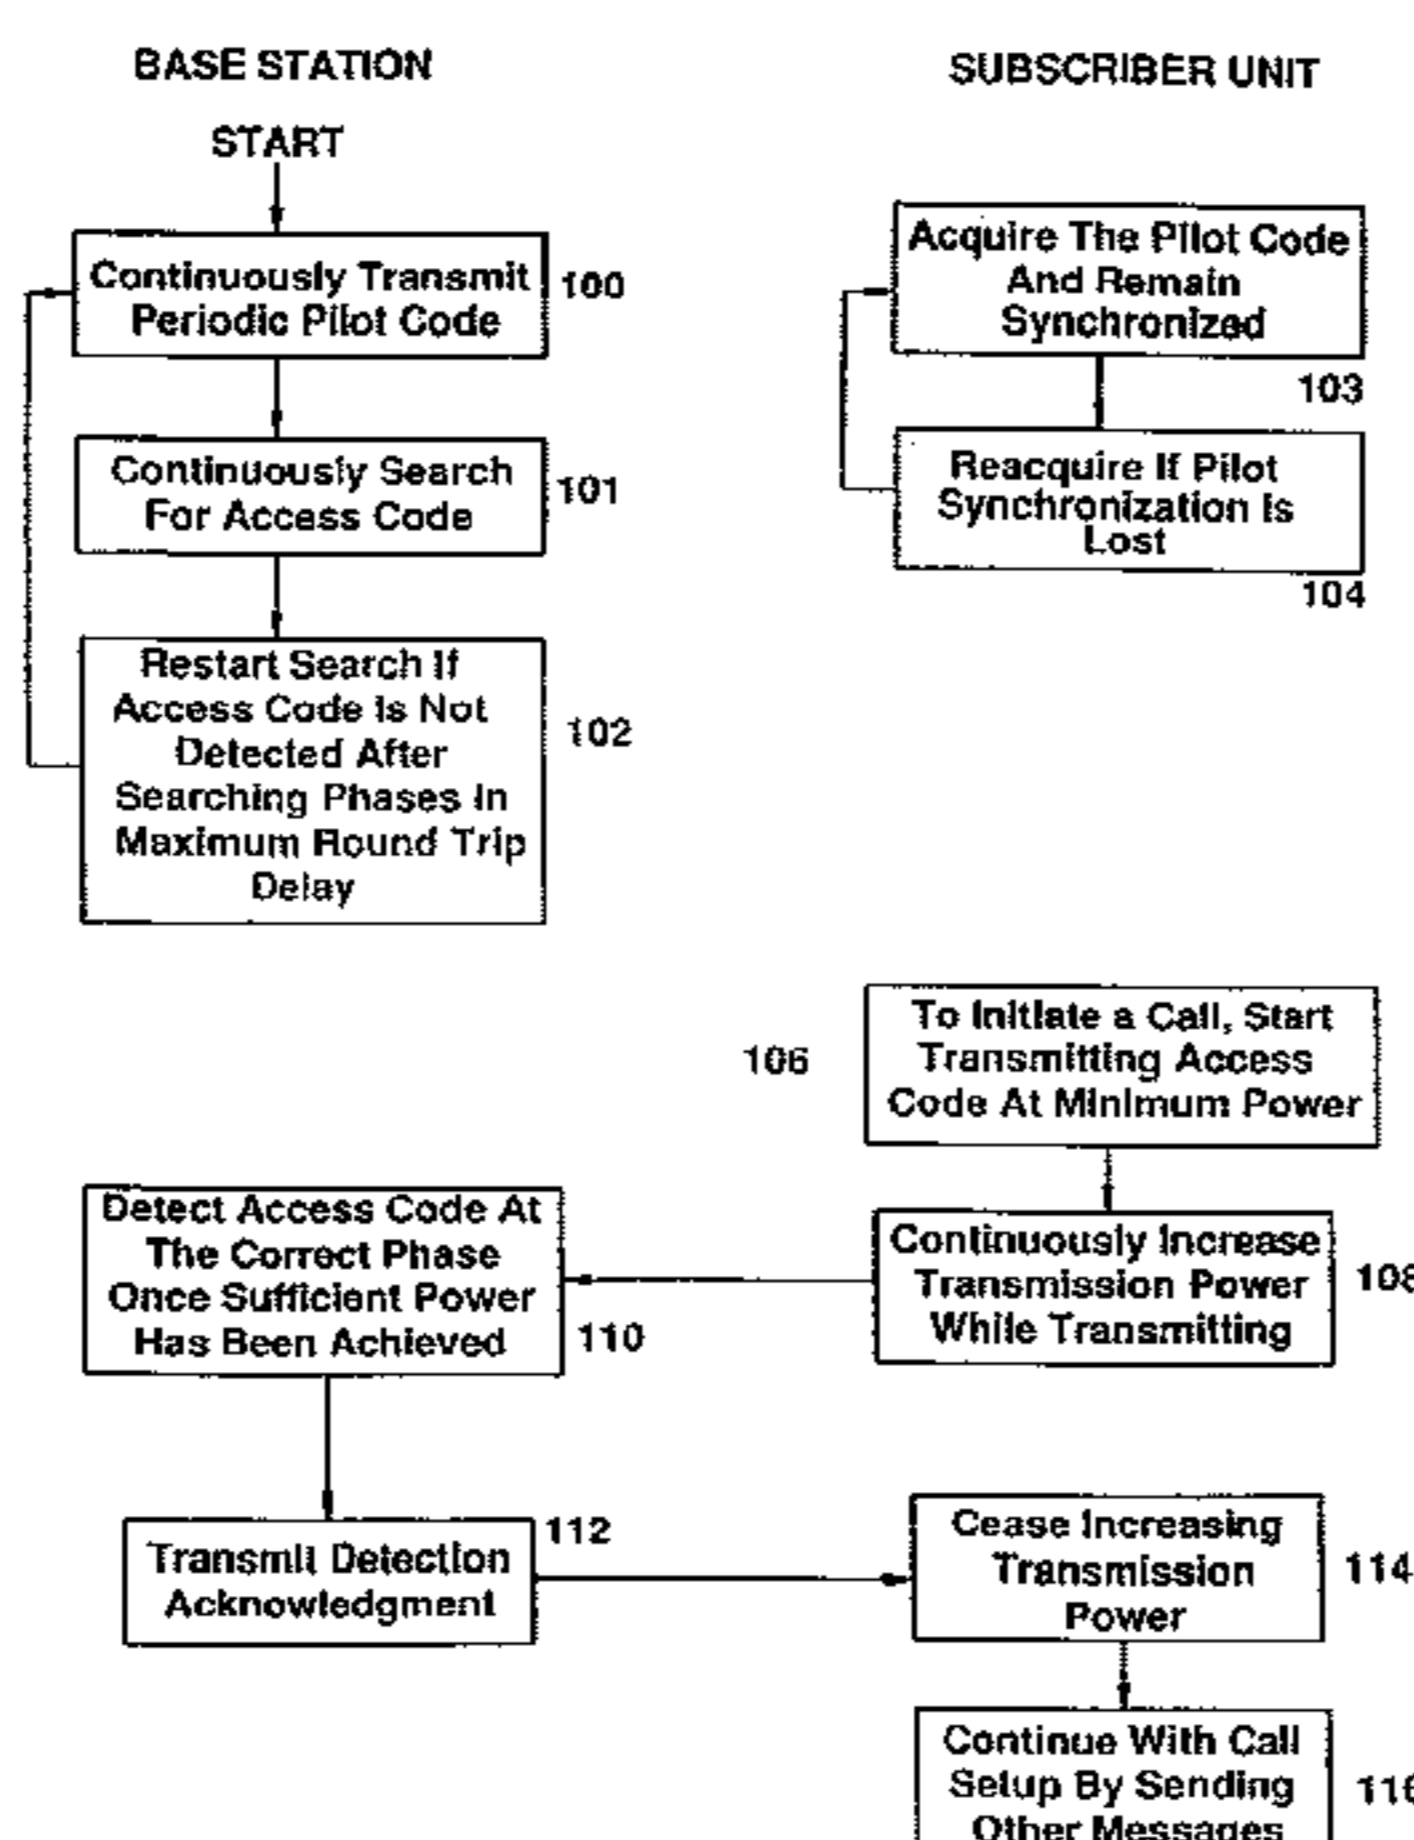 BASE STATION
START
Continuously Transmit
Periodic Pilot Code
100
Continuously Search
For Access Code
101
Restart Search If
Access Code Is Not
Detected After
Searching Phases In
Maximum Round Trip
Delay
102
SUBSCRIBER UNIT
Acquire The Pilot Code
And Remain
Synchronized
103
Reacquire If Pilot
Synchronization Is
Lost
104
106
To Initiate a Call, Start
Transmitting Access
Code At Minimum Power
Continuously Increase
Transmission Power
While Transmitting
108
Detect Access Code At
The Correct Phase
Once Sufficient Power
Has Been Achieved
110
Transmit Detection
Acknowledgment
112
Cease Increasing
Transmission
Power
114
Continue With Call
Setup By Sending
Other Messages
116